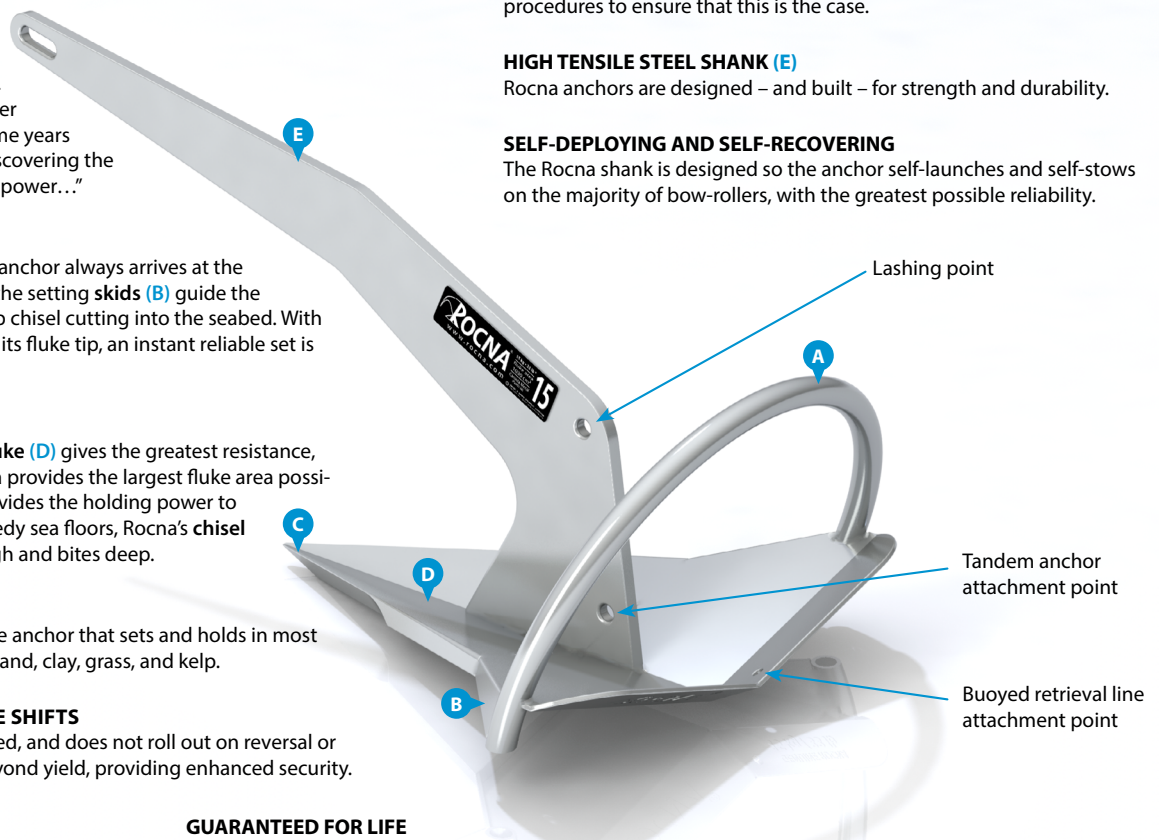 er
me years
scovering the
power…”
anchor always arrives at the
he setting skids (B) guide the
o chisel cutting into the seabed. With
its fluke tip, an instant reliable set is
uke (D) gives the greatest resistance,
n provides the largest fluke area possi-
vides the holding power to
edy sea floors, Rocna’s chisel
gh and bites deep.
e anchor that sets and holds in most
and, clay, grass, and kelp.
E SHIFTS
ed, and does not roll out on reversal or
yond yield, providing enhanced security.
GUARANTEED FOR LIFE
procedures to ensure that this is the case.
HIGH TENSILE STEEL SHANK (E)
Rocna anchors are designed – and built – for strength and durability.
SELF-DEPLOYING AND SELF-RECOVERING
The Rocna shank is designed so the anchor self-launches and self-stows
on the majority of bow-rollers, with the greatest possible reliability.
E
ROCNA
www.rocna.com
15
Lashing point
A
C
D
B
Tandem anchor
attachment point
Buoyed retrieval line
attachment point